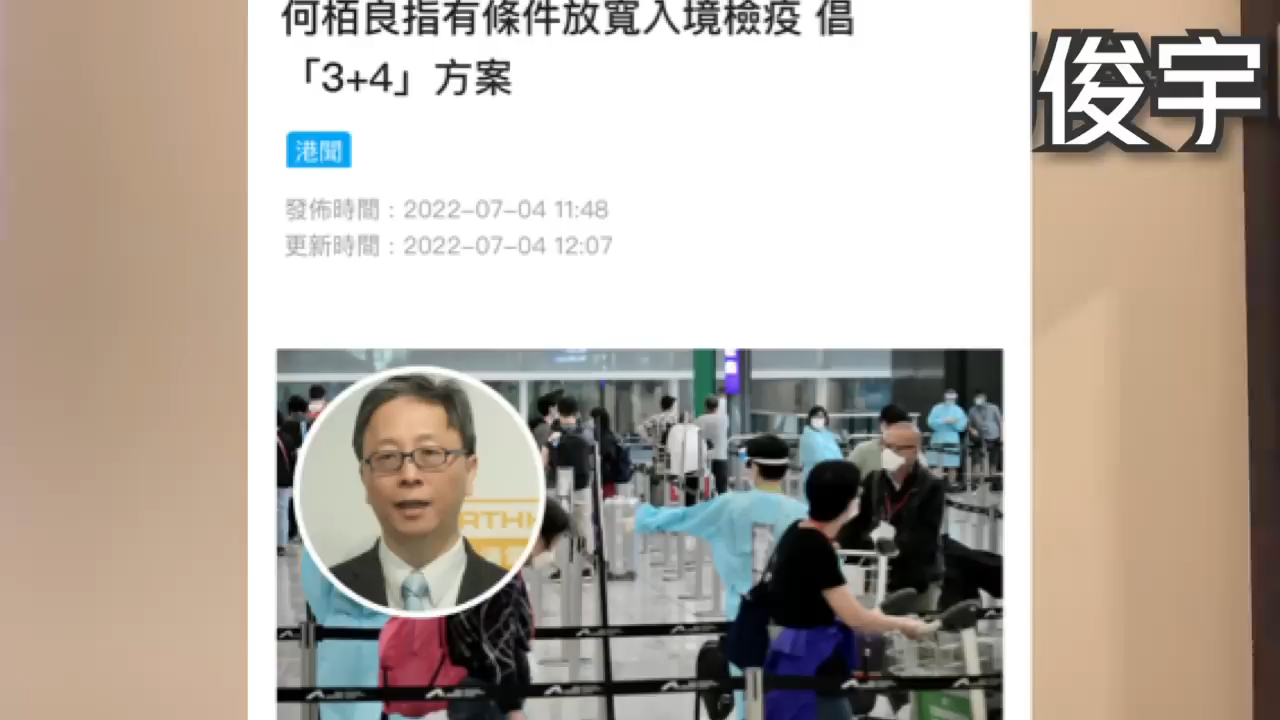 何栢良指有條件放寬入境檢疫 倡
「3+4」方案
俊宇
港聞
發佈時間：2022-07-04 11:48
更新時間：2022-07-04 12:07